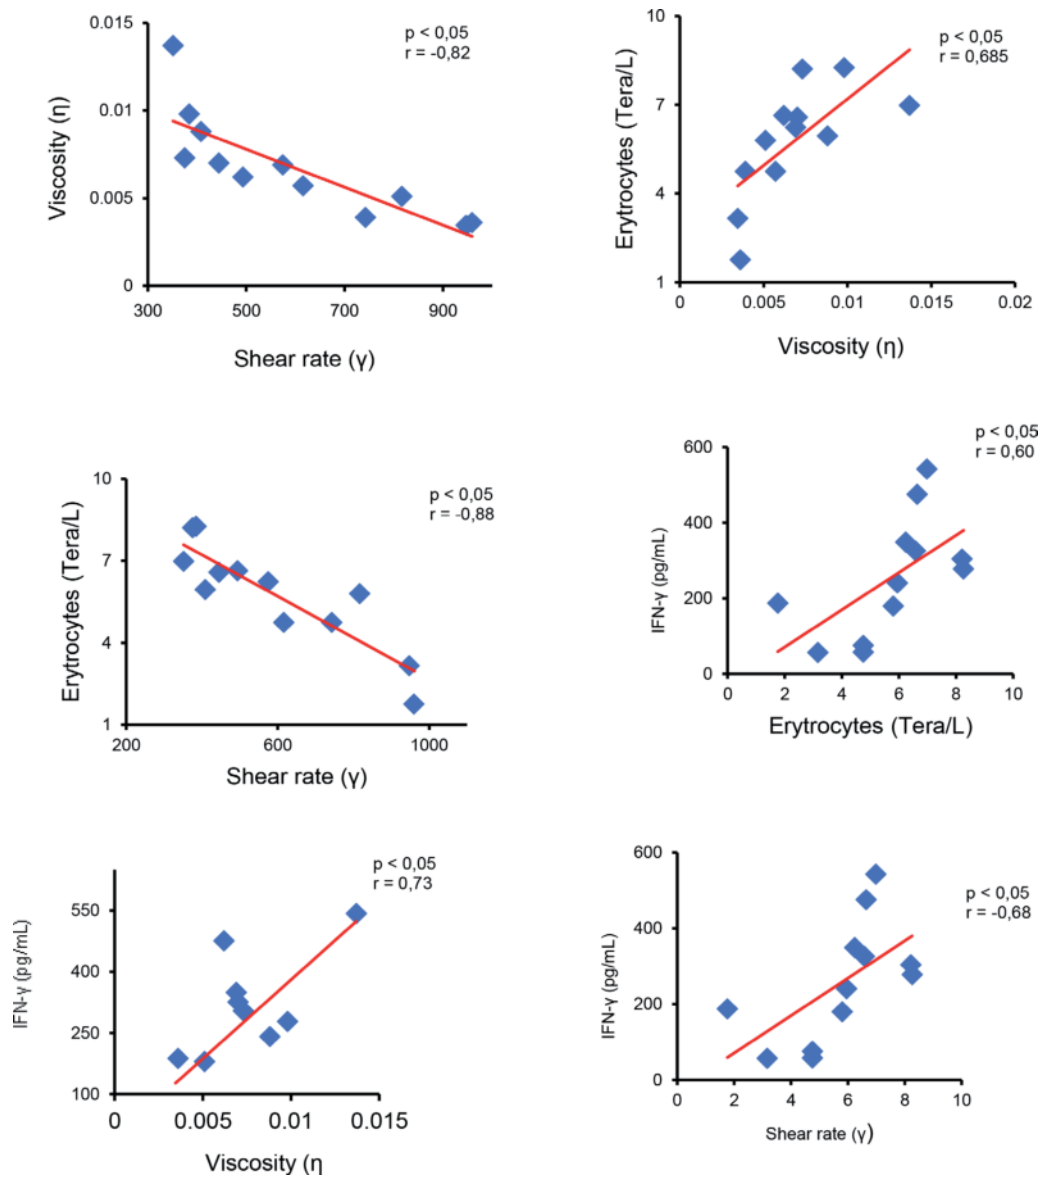 p < 0,05
r = -0,82
0.015
0.01
0.005
0
300 500 700 900
Viscosity (η)
Shear rate (γ)
p < 0,05
r = 0,685
10
7
4
1
0 0.005 0.01 0.015 0.02
Erytrocytes (Tera/L)
Viscosity (η)
p < 0,05
r = -0,88
10
7
4
1
200 600 1000
Erytrocytes (Tera/L)
Shear rate (γ)
p < 0,05
r = 0,60
600
400
200
0
0 2 4 6 8 10
IFN-γ (pg/mL)
Erytrocytes (Tera/L)
p < 0,05
r = 0,73
550
400
250
100
0 0.005 0.01 0.015
IFN-γ (pg/mL)
Viscosity (η
p < 0,05
r = -0,68
600
400
200
0
0 2 4 6 8 10
IFN-γ (pg/mL)
Shear rate (γ)